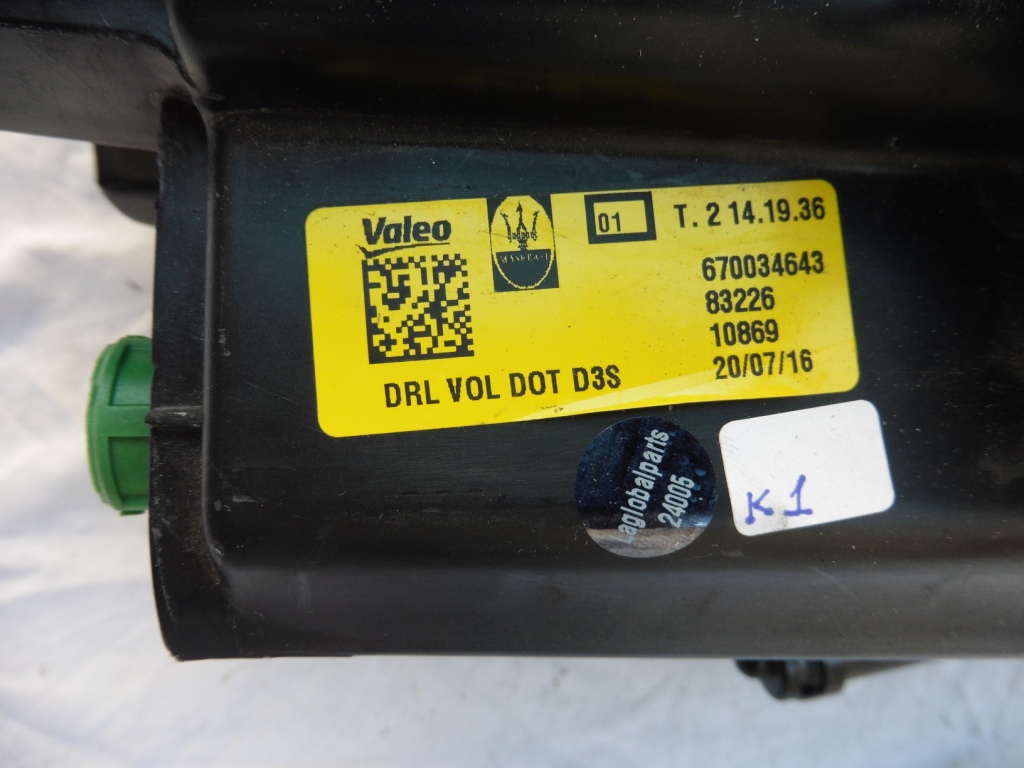 Valeo
MASERATI
01
T. 2 14.19.36
670034643
83226
10869
20/07/16
DRL VOL DOT D3S
Laglobalparts
24005
K1